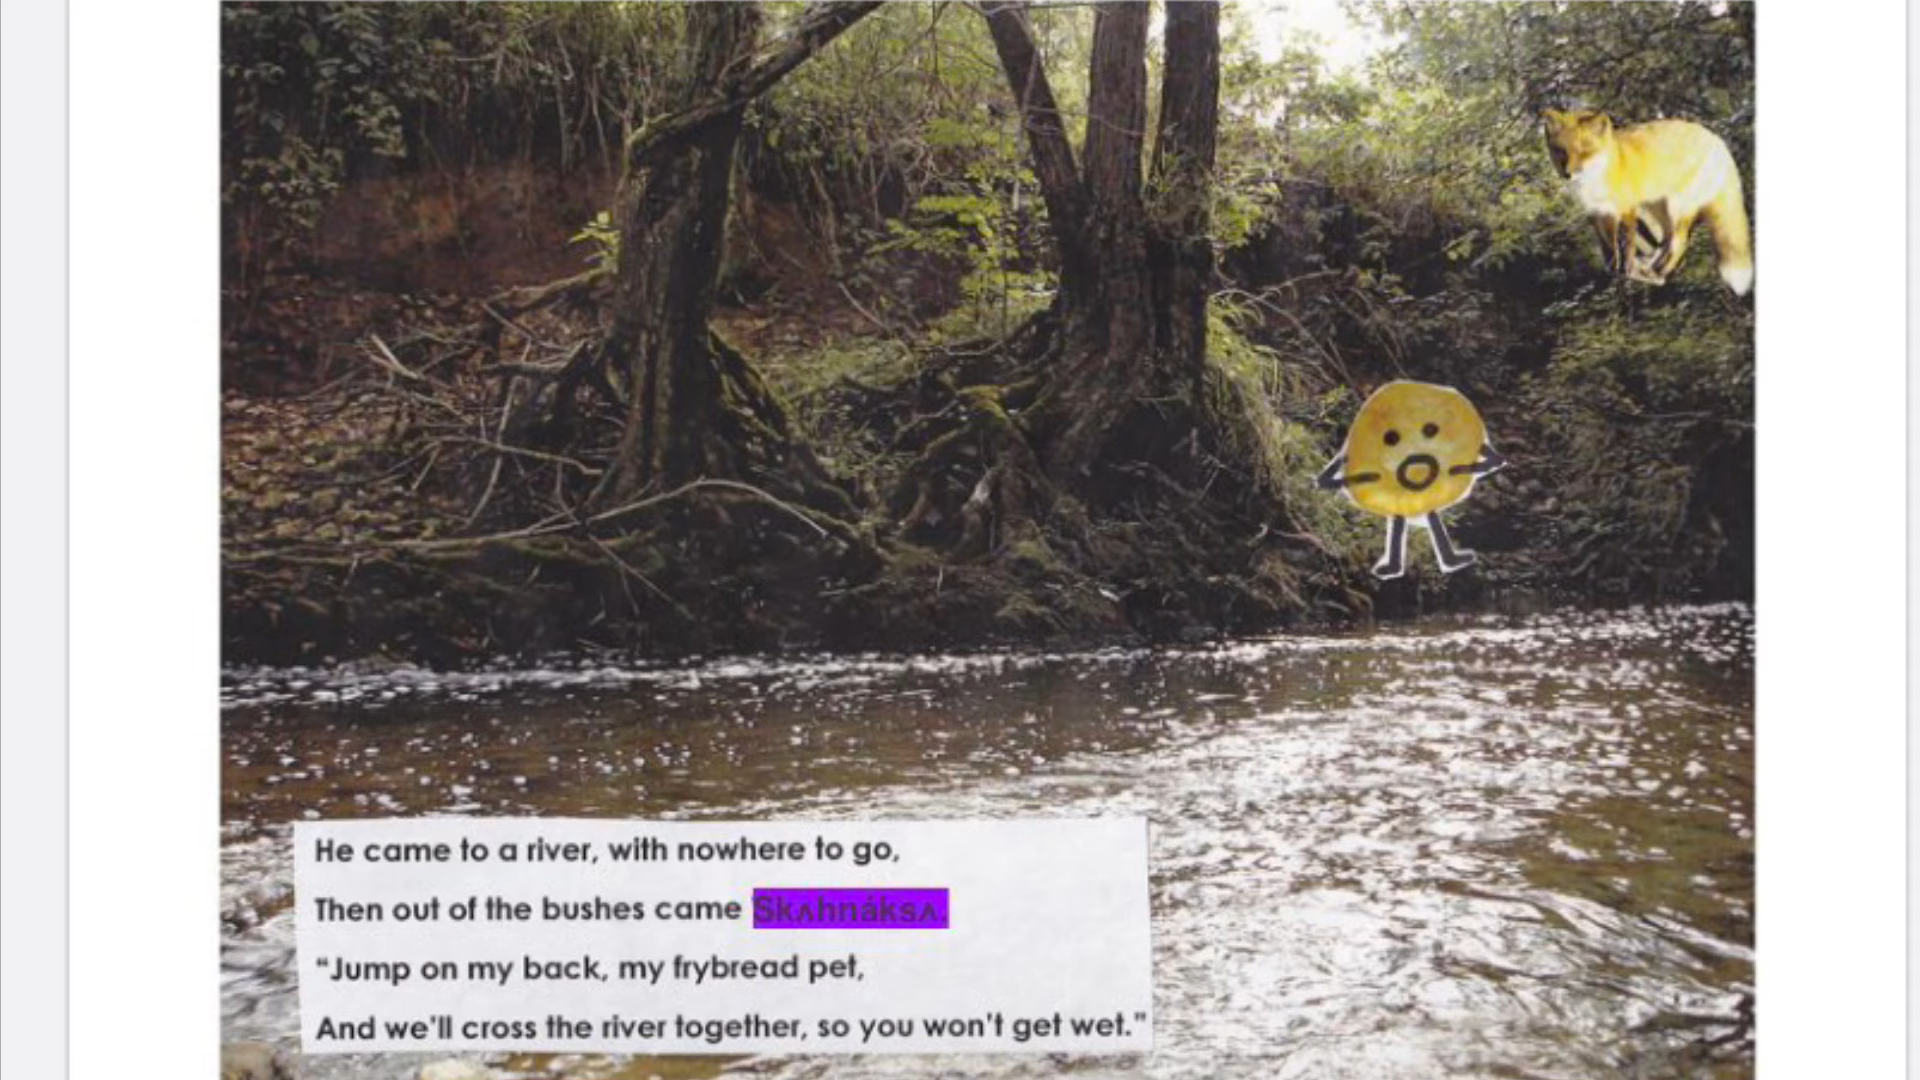 He came to a river, with nowhere to go,
Then out of the bushes came Skʌhnáksʌ.
“Jump on my back, my frybread pet,
And we'll cross the river together, so you won't get wet.”